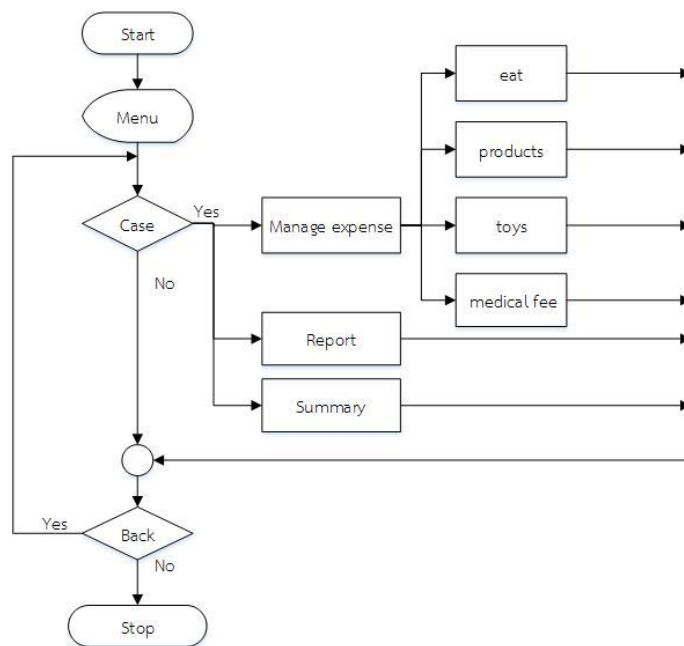 Start
Menu
Case
Yes
No
Manage expense
eat
products
toys
medical fee
Report
Summary
Back
Yes
No
Stop